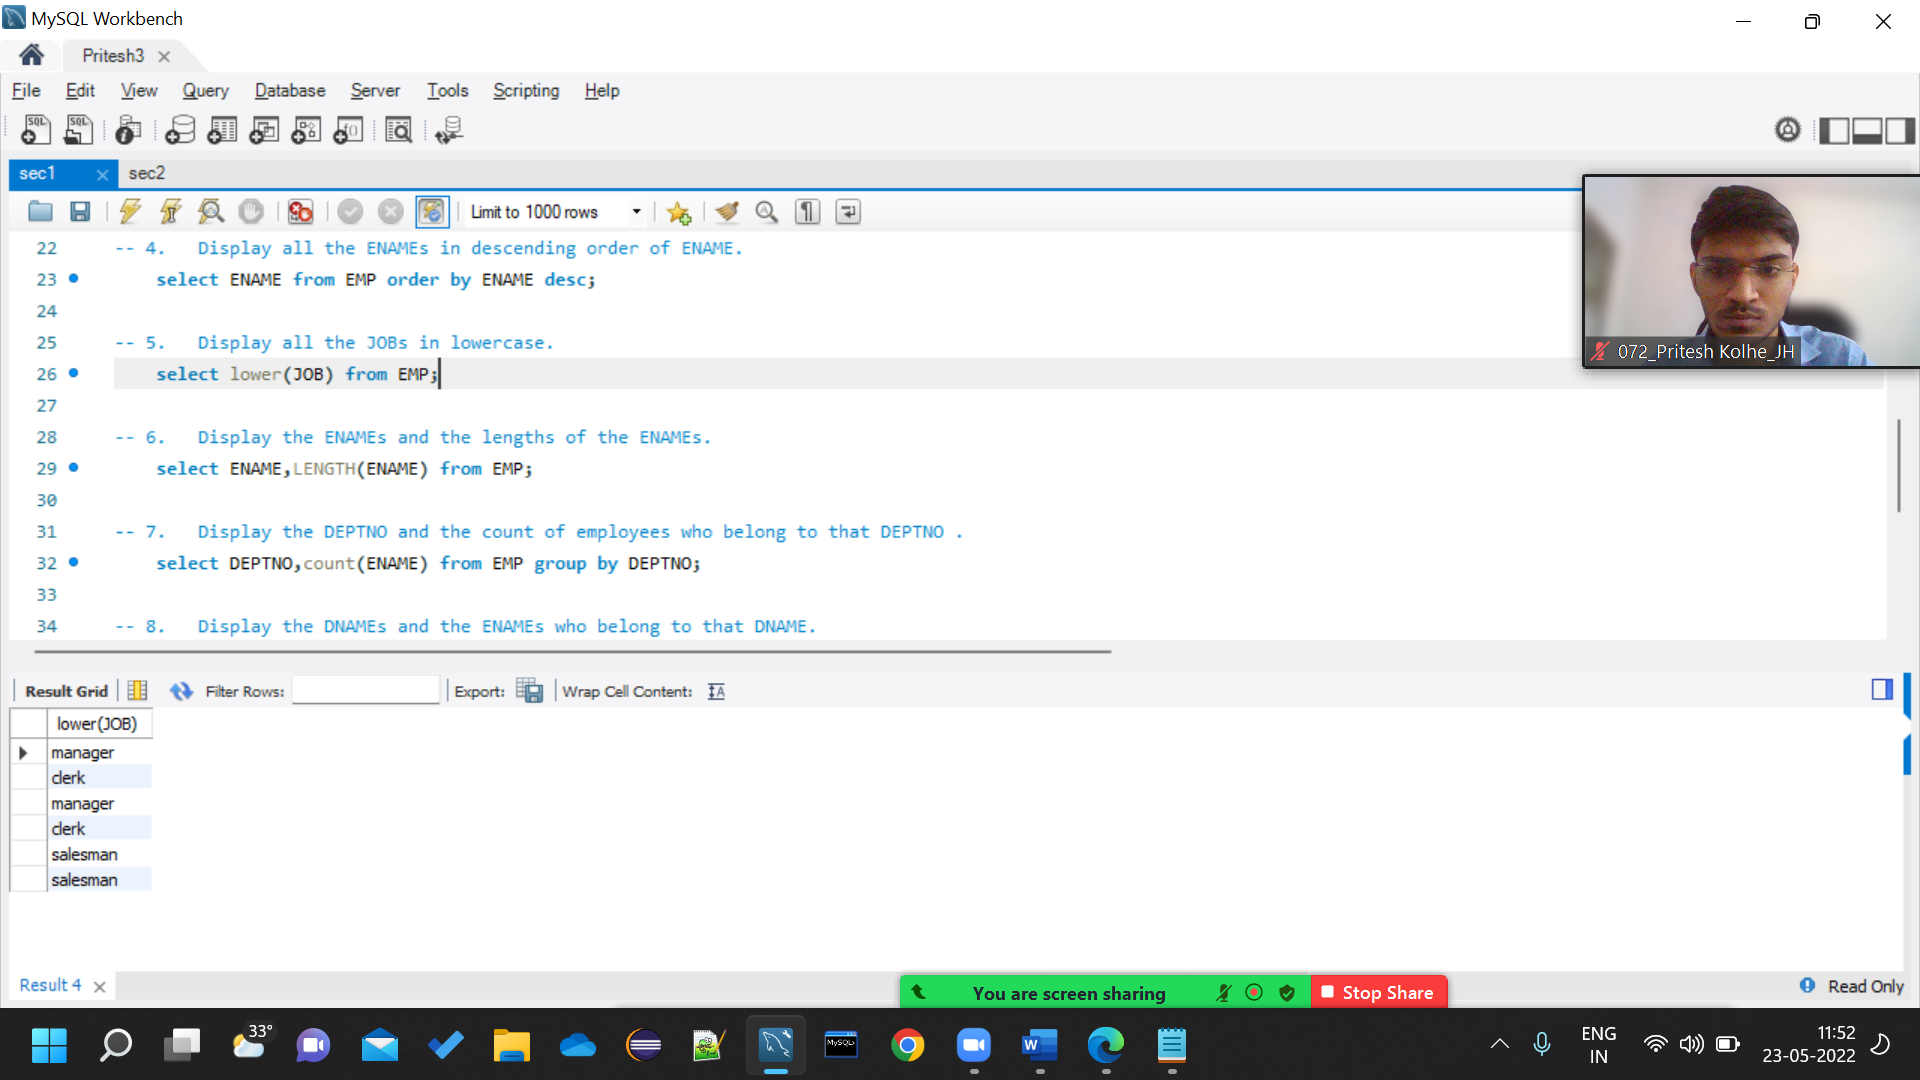 MySQL Workbench
Pritesh3
File Edit View Query Database Server Tools Scripting Help
sec1 sec2
Limit to 1000 rows
22 -- 4. Display all the ENAMEs in descending order of ENAME.
23 select ENAME from EMP order by ENAME desc;
24
25 -- 5. Display all the JOBs in lowercase.
26 select lower(JOB) from EMP;
27
28 -- 6. Display the ENAMEs and the lengths of the ENAMEs.
29 select ENAME,LENGTH(ENAME) from EMP;
30
31 -- 7. Display the DEPTNO and the count of employees who belong to that DEPTNO .
32 select DEPTNO,count(ENAME) from EMP group by DEPTNO;
33
34 -- 8. Display the DNAMEs and the ENAMEs who belong to that DNAME.
072_Pritesh Kolhe_JH
Result Grid Filter Rows: Export: Wrap Cell Content:
lower(JOB)
manager
clerk
manager
clerk
salesman
salesman
Result 4
Read Only
You are screen sharing Stop Share
33°
MySQL>
ENG
IN
11:52
23-05-2022